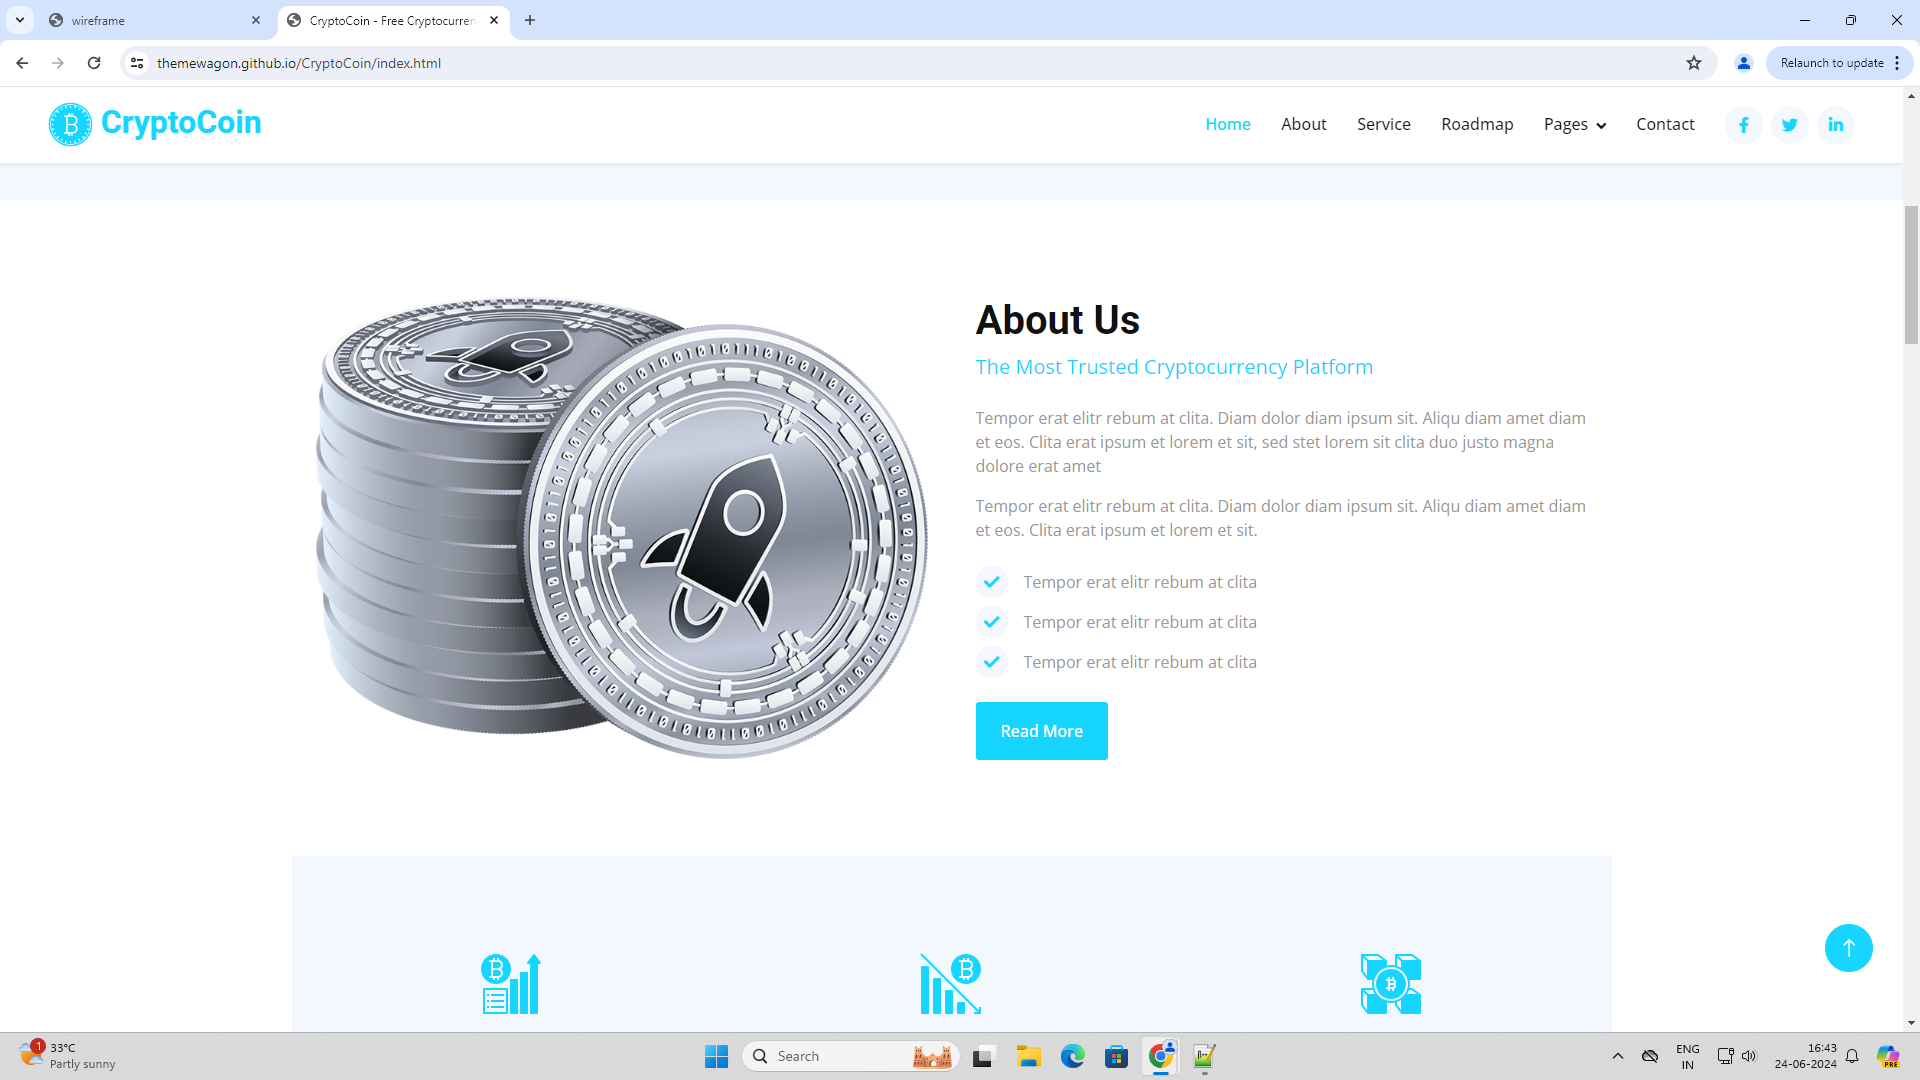 wireframe
CryptoCoin - Free Cryptocurren
themewagon.github.io/CryptoCoin/index.html
Relaunch to update
CryptoCoin
Home
About
Service
Roadmap
Pages
Contact
About Us
The Most Trusted Cryptocurrency Platform
Tempor erat elitr rebum at clita. Diam dolor diam ipsum sit. Aliqu diam amet diam
et eos. Clita erat ipsum et lorem et sit, sed stet lorem sit clita duo justo magna
dolore erat amet
Tempor erat elitr rebum at clita. Diam dolor diam ipsum sit. Aliqu diam amet diam
et eos. Clita erat ipsum et lorem et sit.
Tempor erat elitr rebum at clita
Tempor erat elitr rebum at clita
Tempor erat elitr rebum at clita
Read More
1
33°C
Partly sunny
Search
ENG
IN
16:43
24-06-2024
PRE